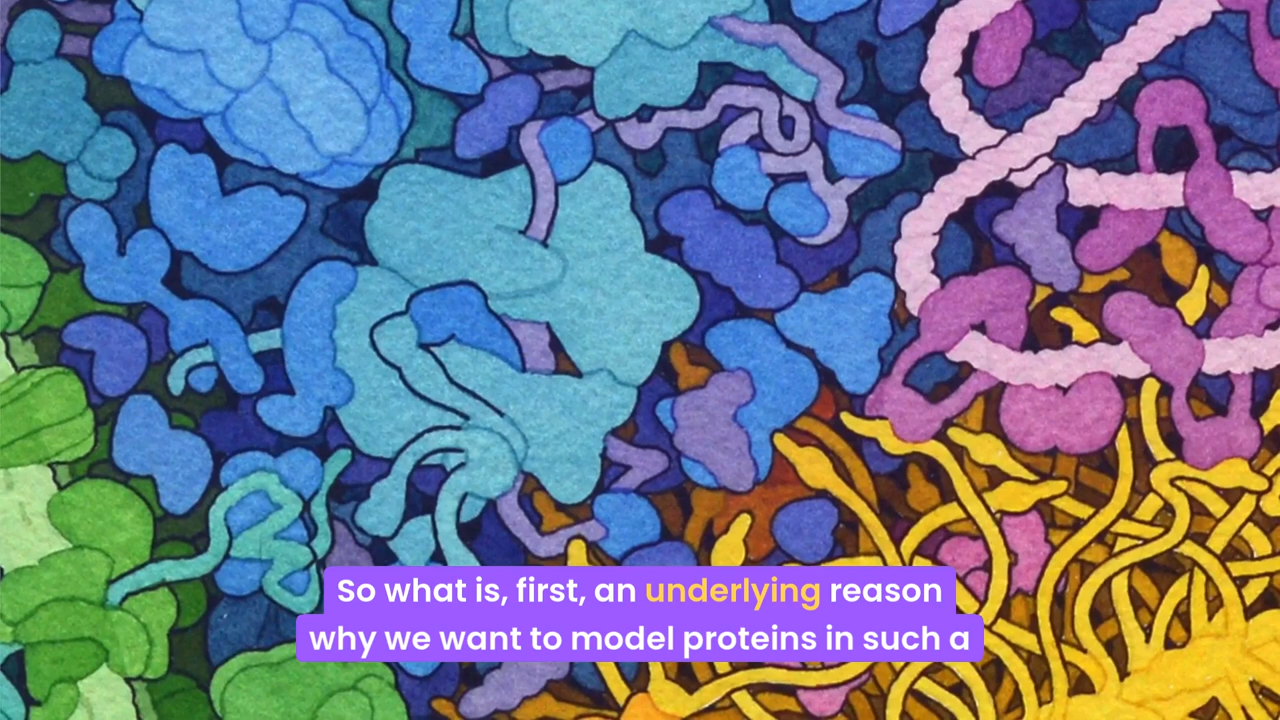 So what is, first, an underlying reason
why we want to model proteins in such a